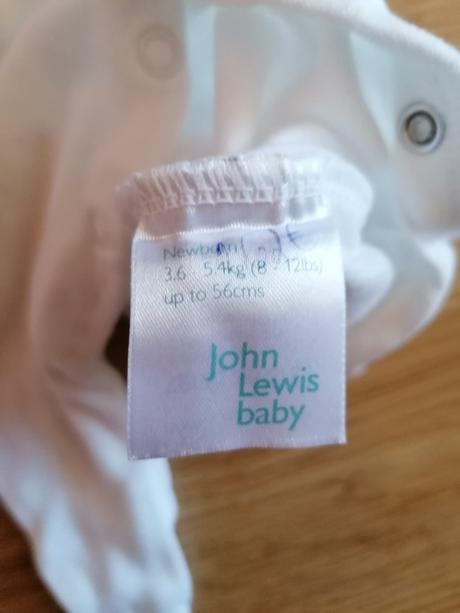 Newborn
3.6 5.4kg (8 - 12lbs)
up to 56cms
John
Lewis
baby